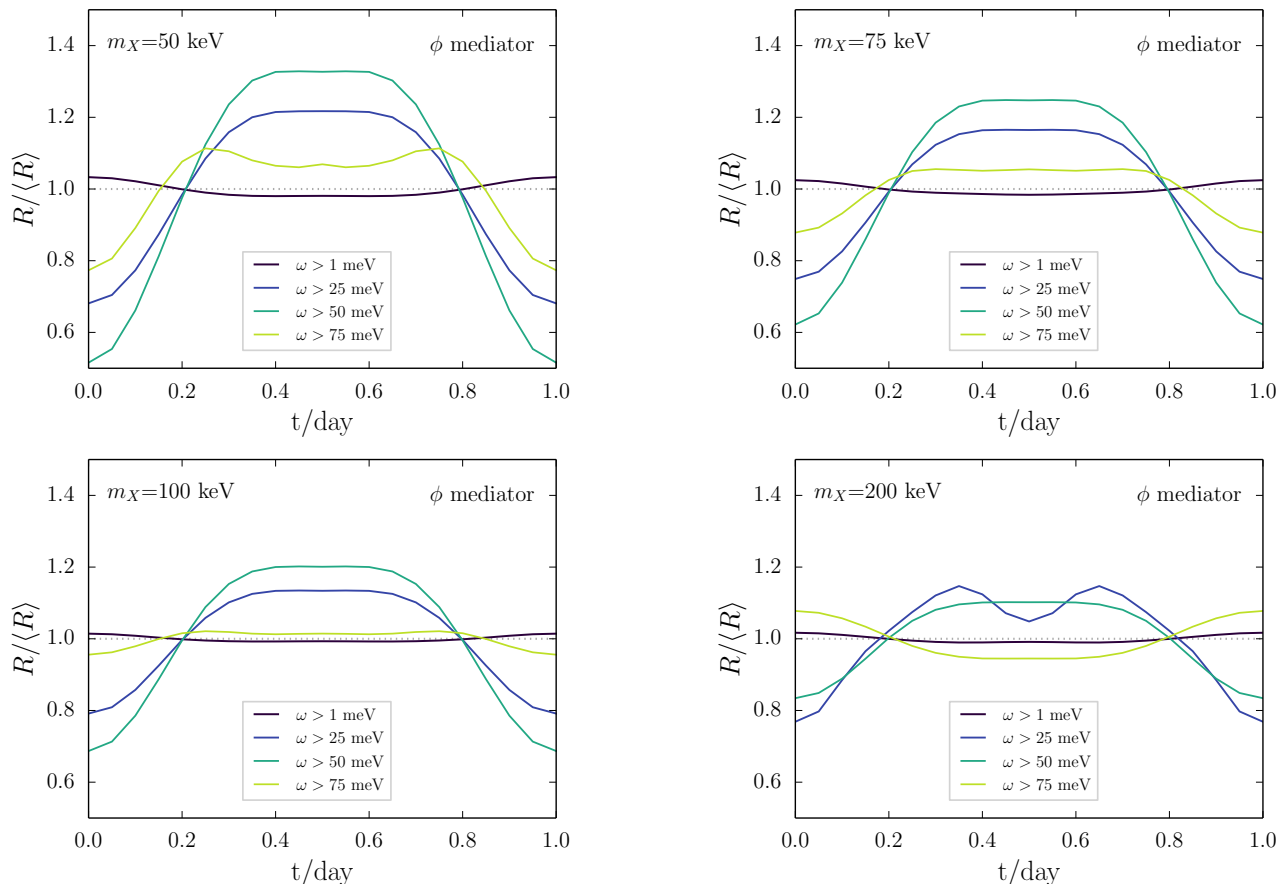 m_X=50 keV
φ mediator
R/⟨R⟩
1.4
1.2
1.0
0.8
0.6
ω > 1 meV
ω > 25 meV
ω > 50 meV
ω > 75 meV
0.0 0.2 0.4 0.6 0.8 1.0
t/day
m_X=75 keV
φ mediator
R/⟨R⟩
1.4
1.2
1.0
0.8
0.6
ω > 1 meV
ω > 25 meV
ω > 50 meV
ω > 75 meV
0.0 0.2 0.4 0.6 0.8 1.0
t/day
m_X=100 keV
φ mediator
R/⟨R⟩
1.4
1.2
1.0
0.8
0.6
ω > 1 meV
ω > 25 meV
ω > 50 meV
ω > 75 meV
0.0 0.2 0.4 0.6 0.8 1.0
t/day
m_X=200 keV
φ mediator
R/⟨R⟩
1.4
1.2
1.0
0.8
0.6
ω > 1 meV
ω > 25 meV
ω > 50 meV
ω > 75 meV
0.0 0.2 0.4 0.6 0.8 1.0
t/day